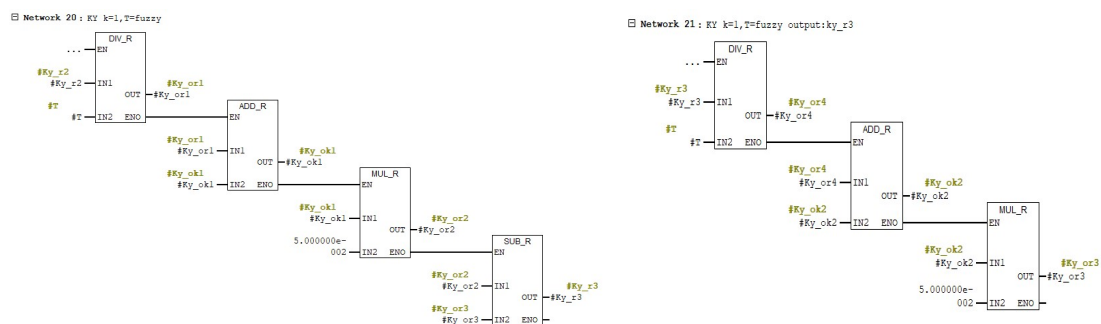 Network 20 : KY k=1,T=fuzzy
DIV_R
... EN
#Ky_r2
#Ky_r2 IN1
#Ky_or1
OUT #Ky_or1
#T
#T IN2 ENO
ADD_R
EN
#Ky_or1
#Ky_or1 IN1
#Ky_ok1
OUT #Ky_ok1
#Ky_ok1
#Ky_ok1 IN2 ENO
MUL_R
EN
#Ky_ok1
#Ky_ok1 IN1
#Ky_or2
OUT #Ky_or2
5.000000e-
002 IN2 ENO
SUB_R
EN
#Ky_or2
#Ky_or2 IN1
#Ky_r3
OUT #Ky_r3
#Ky_or3
#Ky_or3 IN2 ENO
Network 21 : KY k=1,T=fuzzy output:ky_r3
DIV_R
... EN
#Ky_r3
#Ky_r3 IN1
#Ky_or4
OUT #Ky_or4
#T
#T IN2 ENO
ADD_R
EN
#Ky_or4
#Ky_or4 IN1
#Ky_ok2
OUT #Ky_ok2
#Ky_ok2
#Ky_ok2 IN2 ENO
MUL_R
EN
#Ky_ok2
#Ky_ok2 IN1
#Ky_or3
OUT #Ky_or3
5.000000e-
002 IN2 ENO